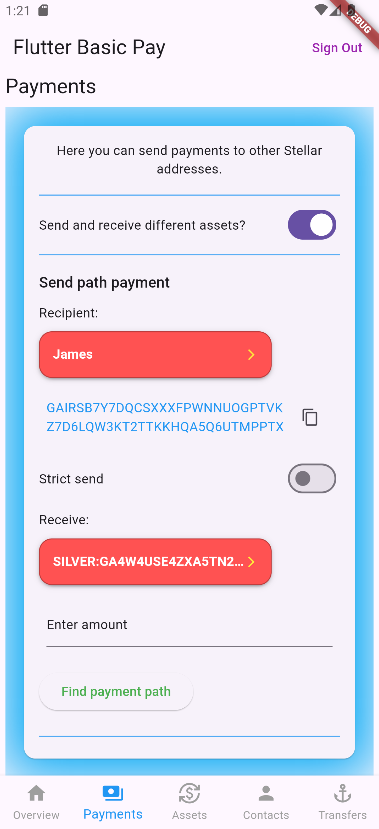 1:21
DEBUG
Flutter Basic Pay
Sign Out
Payments
Here you can send payments to other Stellar
addresses.
Send and receive different assets?
Send path payment
Recipient:
James
GAIRSB7Y7DQCSXXXFPWNNUOGPTVK
Z7D6LQW3KT2TTKKHQA5Q6UTMPPTX
Strict send
Receive:
SILVER:GA4W4USE4ZXA5TN2...
Enter amount
Find payment path
Overview
Payments
Assets
Contacts
Transfers